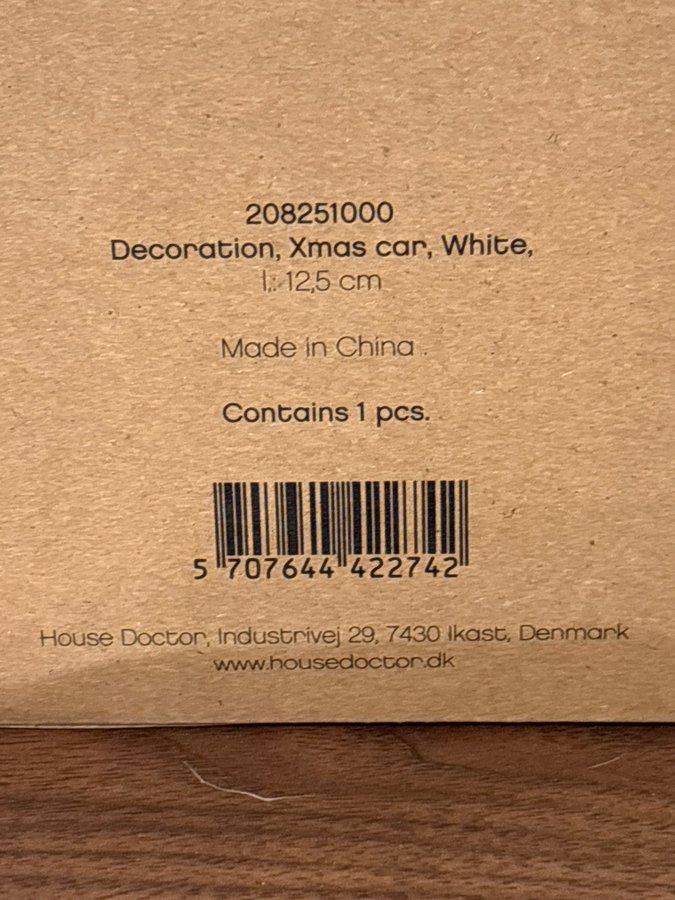 208251000
Decoration, Xmas car, White,
l.: 12,5 cm
Made in China .
Contains 1 pcs.
5 707644 422742
House Doctor, Industrivej 29, 7430 Ikast, Denmark
www.housedoctor.dk